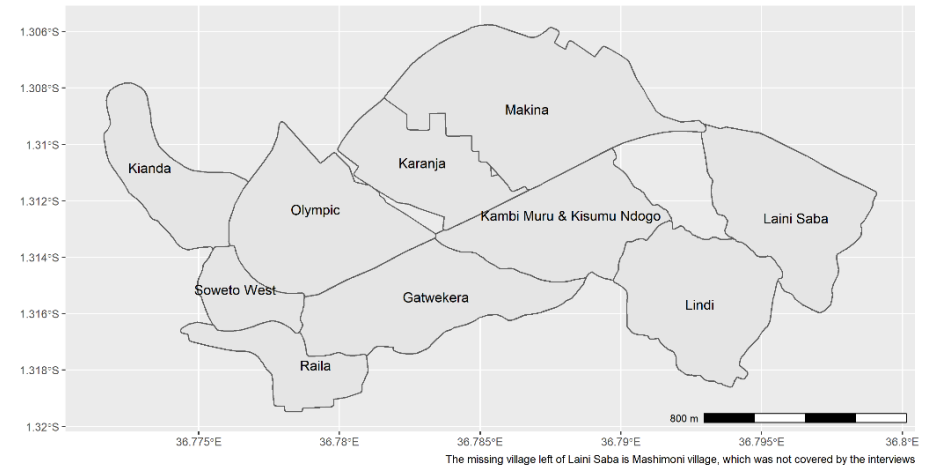 1.306°S
1.308°S
1.31°S
1.312°S
1.314°S
1.316°S
1.318°S
1.32°S
Makina
Karanja
Kianda
Olympic
Kambi Muru & Kisumu Ndogo
Laini Saba
Soweto West
Gatwekera
Lindi
Raila
800 m
36.775°E
36.78°E
36.785°E
36.79°E
36.795°E
36.8°E
The missing village left of Laini Saba is Mashimoni village, which was not covered by the interviews